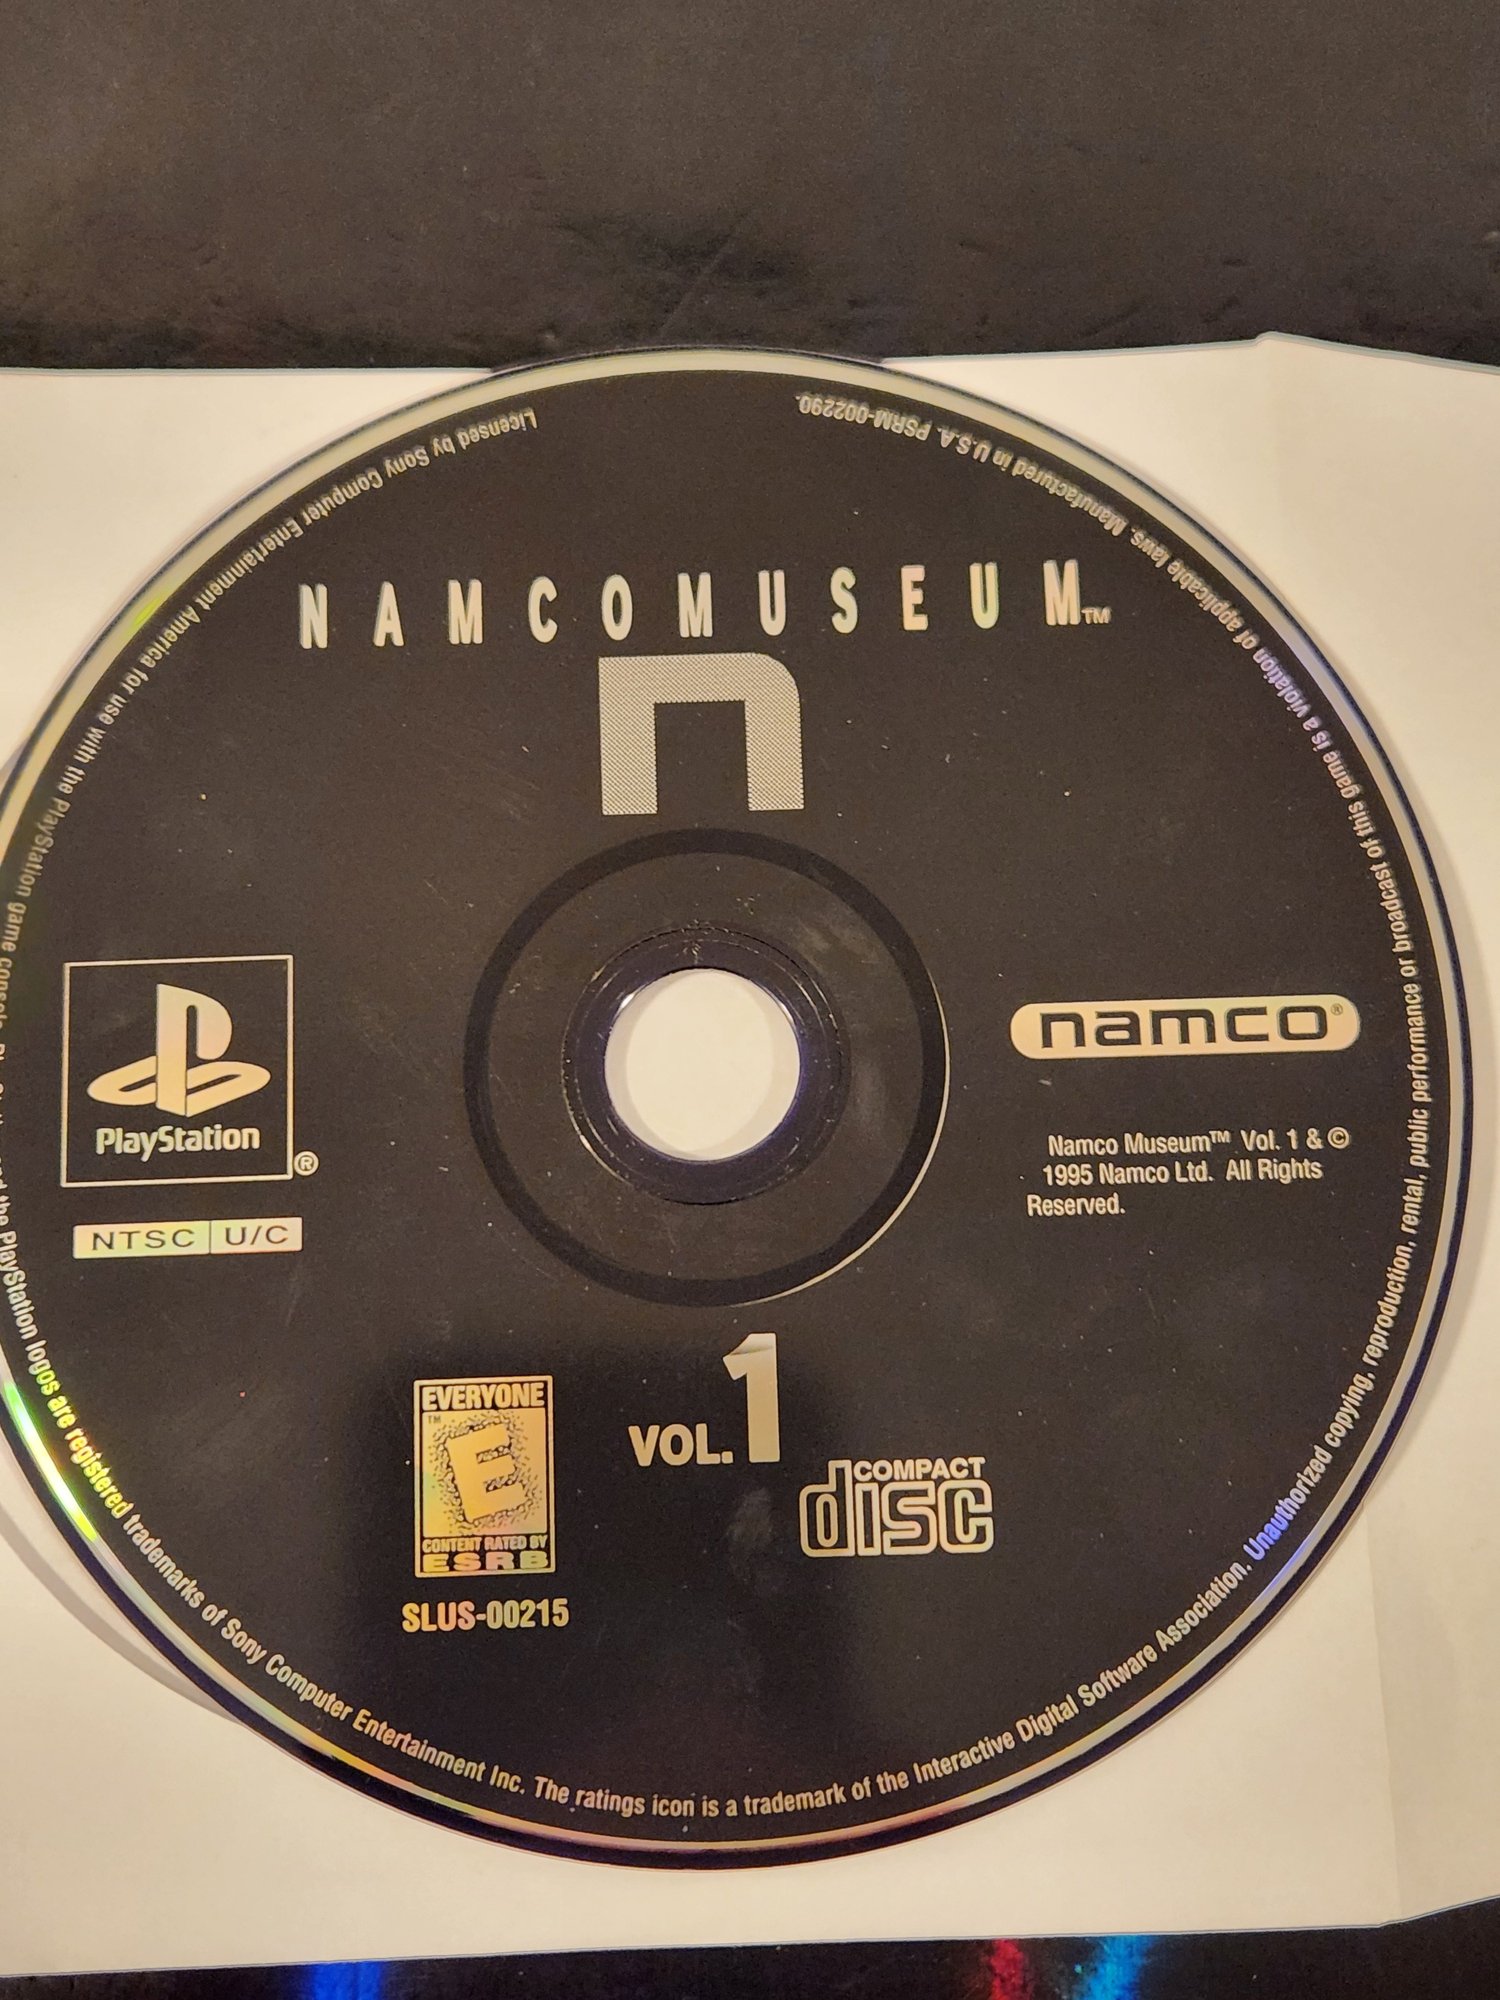 NAMCOMUSEUM™
n
PlayStation®
NTSC U/C
namco®
Namco Museum™ Vol. 1 & ©
1995 Namco Ltd. All Rights
Reserved.
VOL. 1
EVERYONE
™
E
CONTENT RATED BY
ESRB
SLUS-00215
COMPACT
disc
Licensed by Sony Computer Entertainment America for use with the PlayStation game console. the PlayStation logos are registered trademarks of Sony Computer Entertainment Inc. The ratings icon is a trademark of the Interactive Digital Software Association. Unauthorized copying, reproduction, rental, public performance or broadcast of this game is a violation of applicable laws. Manufactured in U.S.A. PSRM-002290.